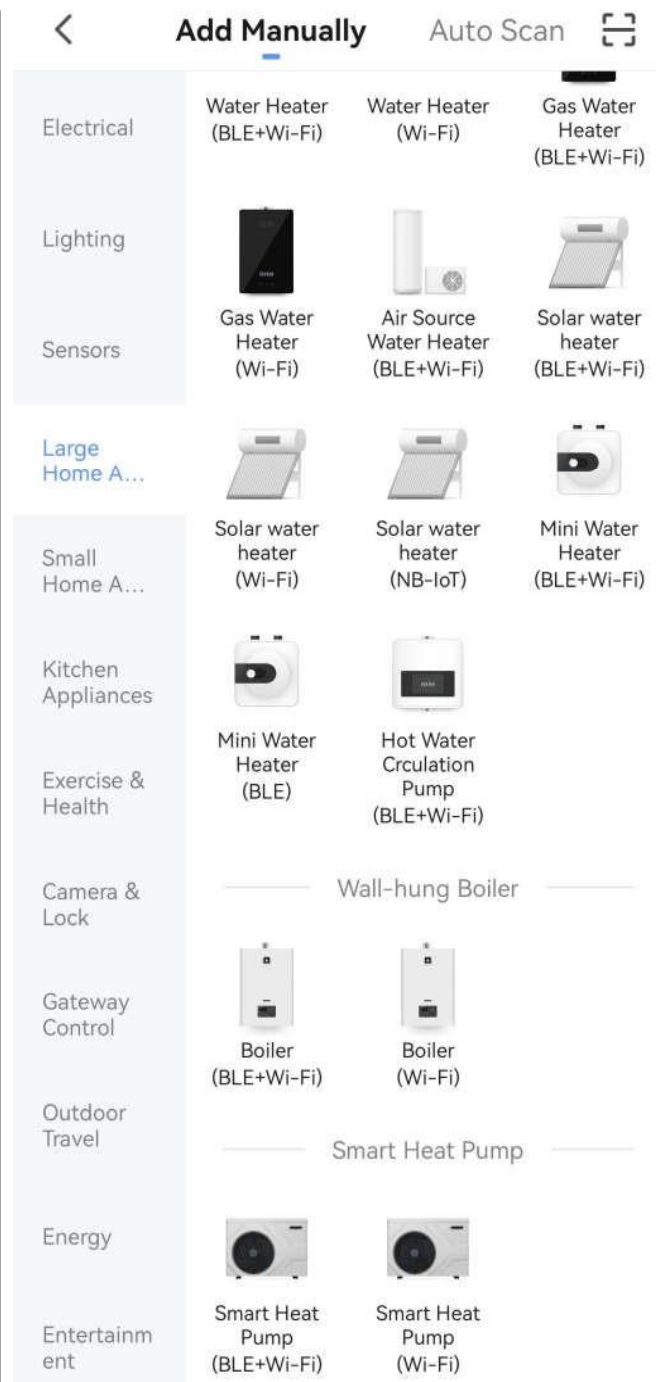 Add Manually
Auto Scan
Electrical
Lighting
Sensors
Large
Home A...
Small
Home A...
Kitchen
Appliances
Exercise &
Health
Camera &
Lock
Gateway
Control
Outdoor
Travel
Energy
Entertainm
ent
Water Heater
(BLE+Wi-Fi)
Water Heater
(Wi-Fi)
Gas Water
Heater
(BLE+Wi-Fi)
Gas Water
Heater
(Wi-Fi)
Air Source
Water Heater
(BLE+Wi-Fi)
Solar water
heater
(BLE+Wi-Fi)
Solar water
heater
(Wi-Fi)
Solar water
heater
(NB-IoT)
Mini Water
Heater
(BLE+Wi-Fi)
Mini Water
Heater
(BLE)
Hot Water
Crculation
Pump
(BLE+Wi-Fi)
Wall-hung Boiler
Boiler
(BLE+Wi-Fi)
Boiler
(Wi-Fi)
Smart Heat Pump
Smart Heat
Pump
(BLE+Wi-Fi)
Smart Heat
Pump
(Wi-Fi)